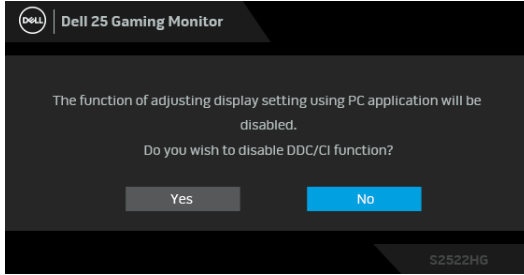 DELL
Dell 25 Gaming Monitor
The function of adjusting display setting using PC application will be
disabled.
Do you wish to disable DDC/CI function?
Yes
No
S2522HG